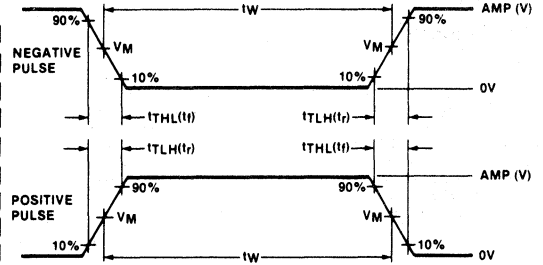 tW
AMP (V)
90%
90%
VM
VM
NEGATIVE
PULSE
10%
10%
0V
tTHL(tf)
tTLH(tr)
tTLH(tr)
tTHL(tf)
AMP (V)
90%
90%
POSITIVE
PULSE
VM
VM
10%
10%
tW
0V